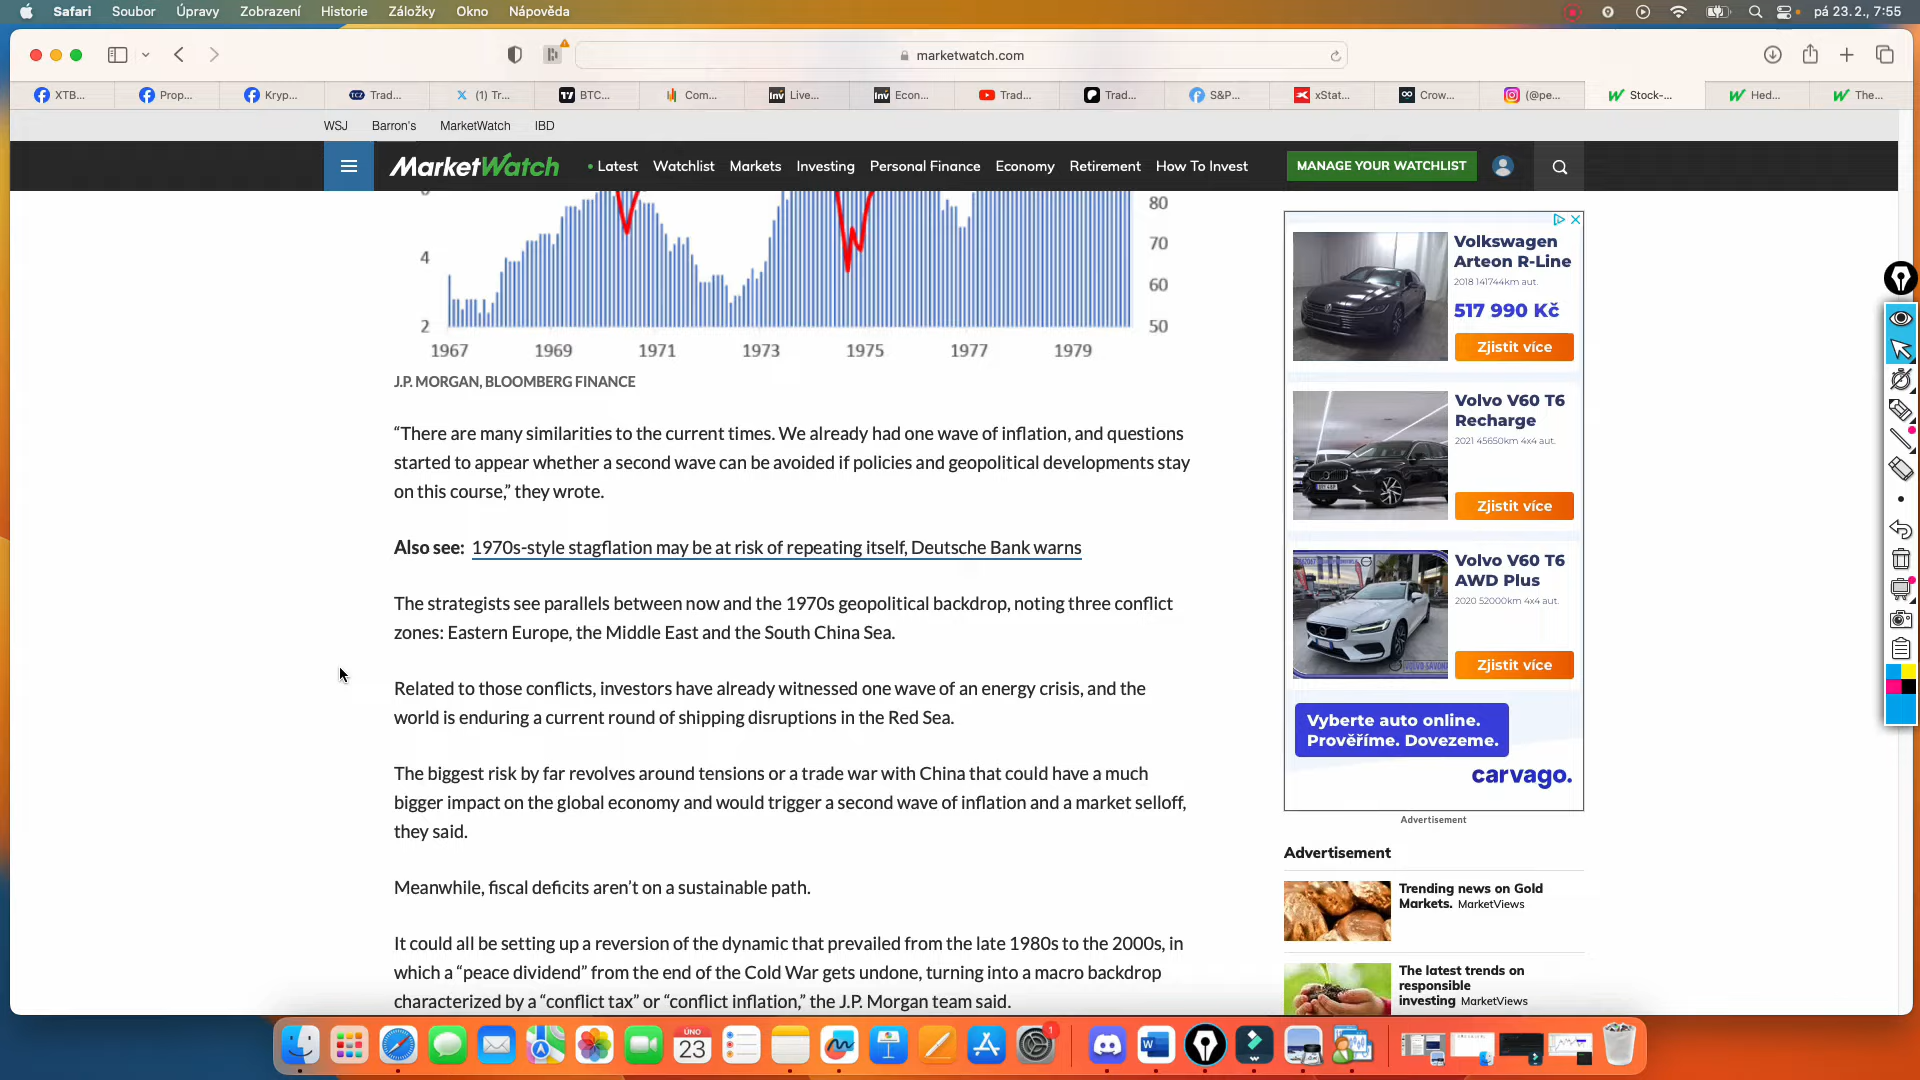 Safari Soubor Úpravy Zobrazení Historie Záložky Okno Nápověda pá 23.2., 7:55
marketwatch.com
XTB... Prop... Kryp... Trad... (1) Tr... BTC... Com... Live... Econ... Trad... Trad... S&P... xStat... Crow... (@pe... Stock-... Hed... The...
WSJ Barron's MarketWatch IBD
MarketWatch Latest Watchlist Markets Investing Personal Finance Economy Retirement How To Invest MANAGE YOUR WATCHLIST
80
70
4
60
2 50
1967 1969 1971 1973 1975 1977 1979
J.P. MORGAN, BLOOMBERG FINANCE
“There are many similarities to the current times. We already had one wave of inflation, and questions
started to appear whether a second wave can be avoided if policies and geopolitical developments stay
on this course,” they wrote.
Also see: 1970s-style stagflation may be at risk of repeating itself, Deutsche Bank warns
The strategists see parallels between now and the 1970s geopolitical backdrop, noting three conflict
zones: Eastern Europe, the Middle East and the South China Sea.
Related to those conflicts, investors have already witnessed one wave of an energy crisis, and the
world is enduring a current round of shipping disruptions in the Red Sea.
The biggest risk by far revolves around tensions or a trade war with China that could have a much
bigger impact on the global economy and would trigger a second wave of inflation and a market selloff,
they said.
Meanwhile, fiscal deficits aren’t on a sustainable path.
It could all be setting up a reversion of the dynamic that prevailed from the late 1980s to the 2000s, in
which a “peace dividend” from the end of the Cold War gets undone, turning into a macro backdrop
characterized by a “conflict tax” or “conflict inflation,” the J.P. Morgan team said.
Volkswagen
Arteon R-Line
2018 141744km aut.
517 990 Kč
Zjistit více
Volvo V60 T6
Recharge
2021 45650km 4x4 aut.
Zjistit více
Volvo V60 T6
AWD Plus
2020 52000km 4x4 aut.
Zjistit více
Vyberte auto online.
Prověříme. Dovezeme.
carvago.
Advertisement
Advertisement
Trending news on Gold
Markets. MarketViews
The latest trends on
responsible
investing MarketViews
ÚNO
23
1